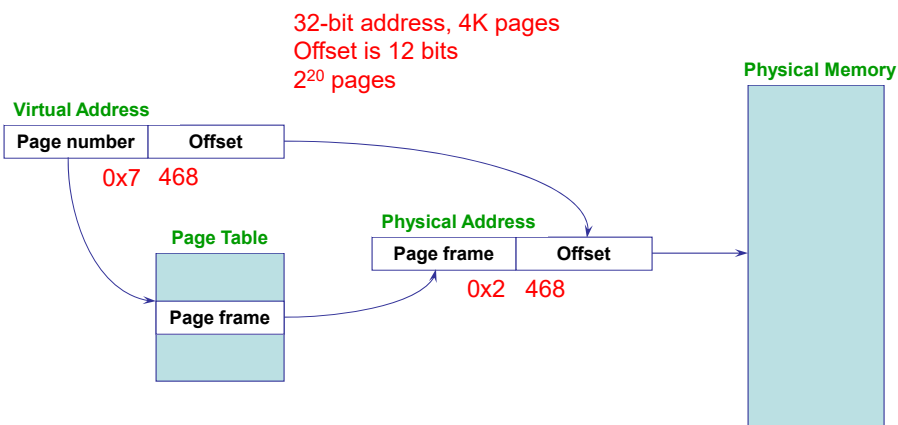 32-bit address, 4K pages
Offset is 12 bits
2²⁰ pages
Physical Memory
Virtual Address
Page number Offset
0x7 468
Physical Address
Page Table
Page frame Offset
0x2 468
Page frame